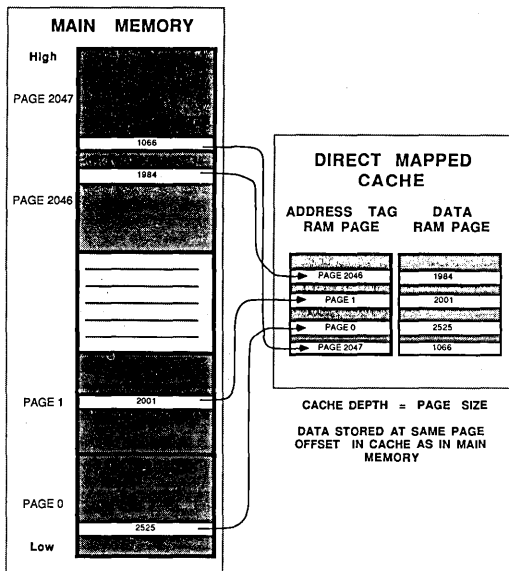 MAIN MEMORY
High
PAGE 2047
1066
1984
PAGE 2046
PAGE 1
2001
PAGE 0
2525
Low
DIRECT MAPPED
CACHE
ADDRESS TAG
RAM PAGE
DATA
RAM PAGE
PAGE 2046
1984
PAGE 1
2001
PAGE 0
2525
PAGE 2047
1066
CACHE DEPTH = PAGE SIZE
DATA STORED AT SAME PAGE
OFFSET IN CACHE AS IN MAIN
MEMORY